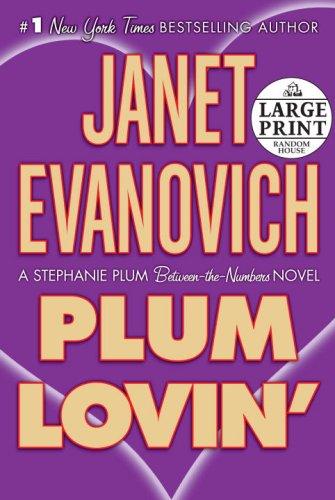 #1 New York Times BESTSELLING AUTHOR
JANET
EVANOVICH
LARGE
PRINT
RANDOM
HOUSE
A STEPHANIE PLUM Between-the-Numbers NOVEL
PLUM
LOVIN'